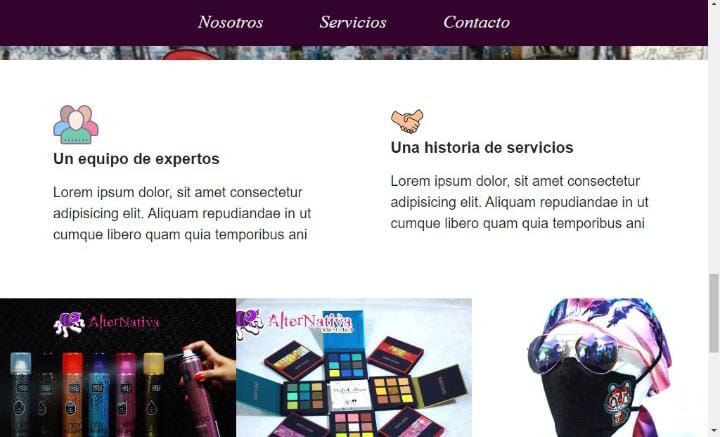 Nosotros
Servicios
Contacto
Un equipo de expertos
Lorem ipsum dolor, sit amet consectetur
adipisicing elit. Aliquam repudiandae in ut
cumque libero quam quia temporibus ani
Una historia de servicios
Lorem ipsum dolor, sit amet consectetur
adipisicing elit. Aliquam repudiandae in ut
cumque libero quam quia temporibus ani
AlterNativa
AlterNativa